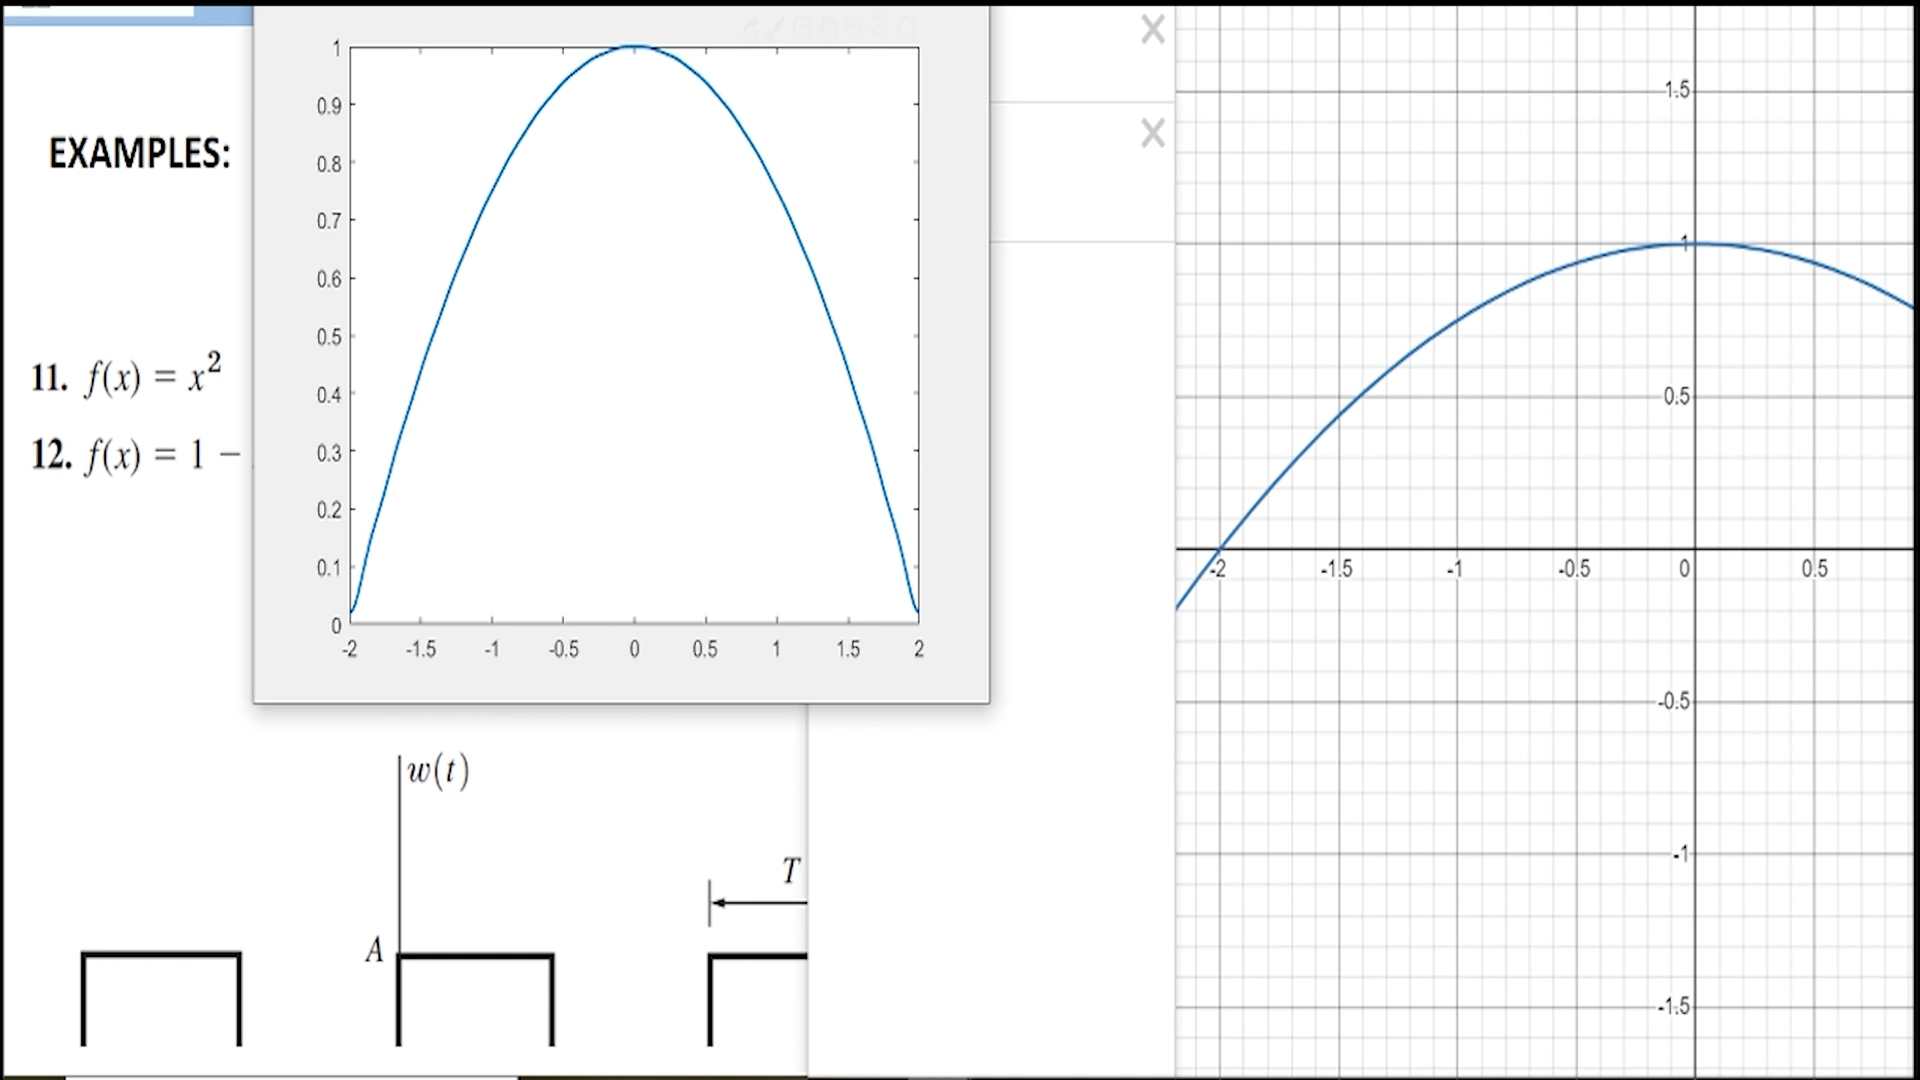 EXAMPLES:
11. f(x) = x²
12. f(x) = 1 −
1
0.9
0.8
0.7
0.6
0.5
0.4
0.3
0.2
0.1
0
-2 -1.5 -1 -0.5 0 0.5 1 1.5 2
w(t)
T
A
1.5
1
0.5
-2 -1.5 -1 -0.5 0 0.5
-0.5
-1
-1.5